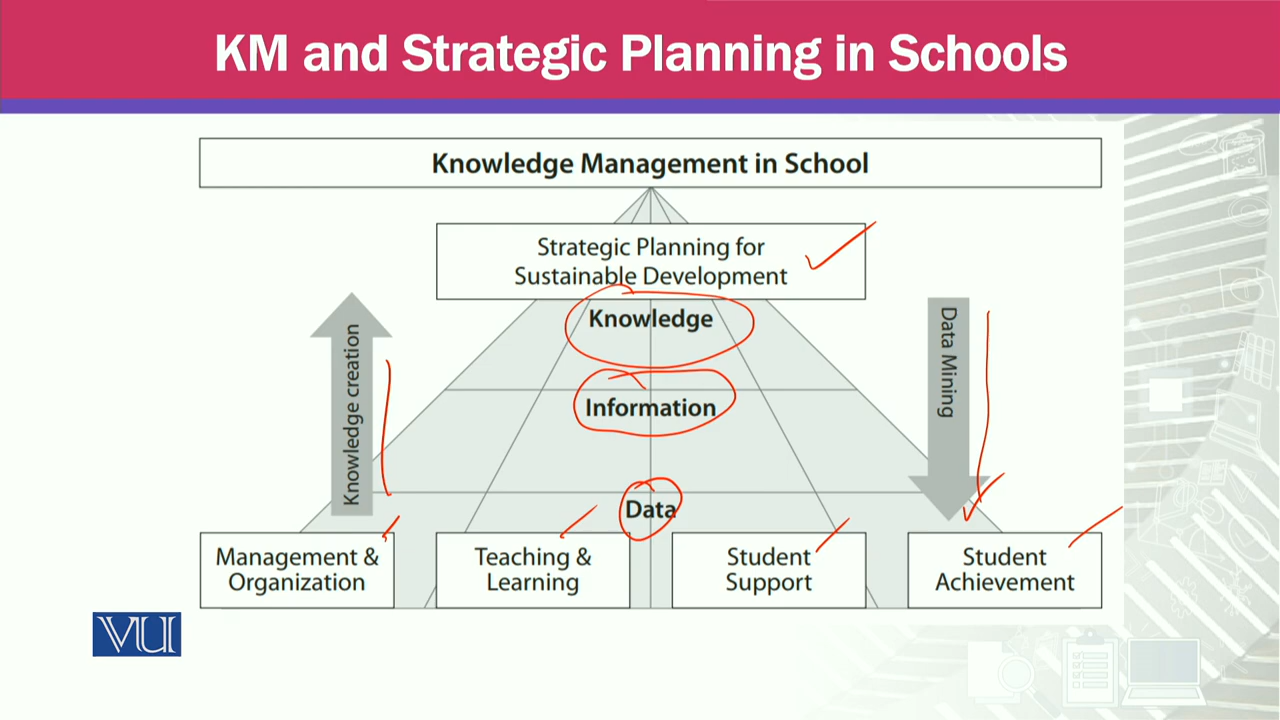 KM and Strategic Planning in Schools
Knowledge Management in School
Strategic Planning for
Sustainable Development
Knowledge
Information
Data
Knowledge creation
Data Mining
Management &
Organization
Teaching &
Learning
Student
Support
Student
Achievement
VU